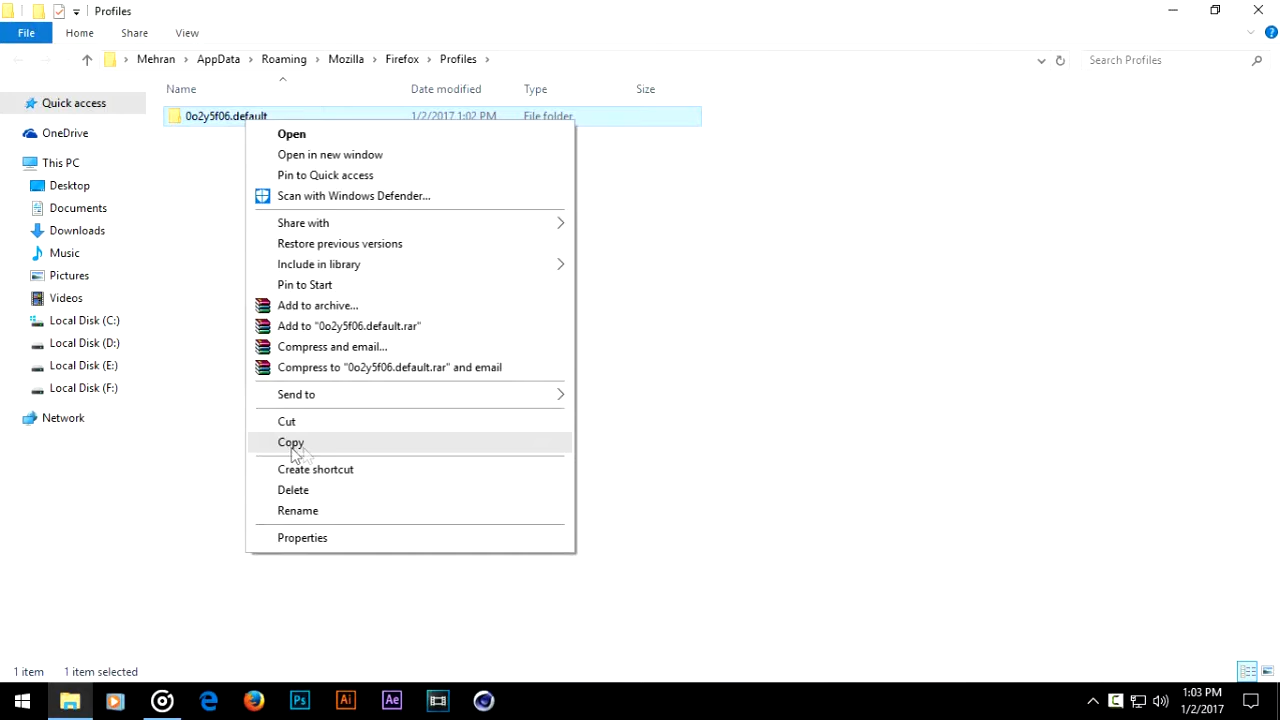 Profiles
File
Home
Share
View
Mehran
AppData
Roaming
Mozilla
Firefox
Profiles
Search Profiles
Name
Date modified
Type
Size
Quick access
OneDrive
This PC
Desktop
Documents
Downloads
Music
Pictures
Videos
Local Disk (C:)
Local Disk (D:)
Local Disk (E:)
Local Disk (F:)
Network
0o2y5f06.default
1/2/2017 1:02 PM
File folder
Open
Open in new window
Pin to Quick access
Scan with Windows Defender...
Share with
Restore previous versions
Include in library
Pin to Start
Add to archive...
Add to "0o2y5f06.default.rar"
Compress and email...
Compress to "0o2y5f06.default.rar" and email
Send to
Cut
Copy
Create shortcut
Delete
Rename
Properties
1 item
1 item selected
Ps
Ai
Ae
1:03 PM
1/2/2017